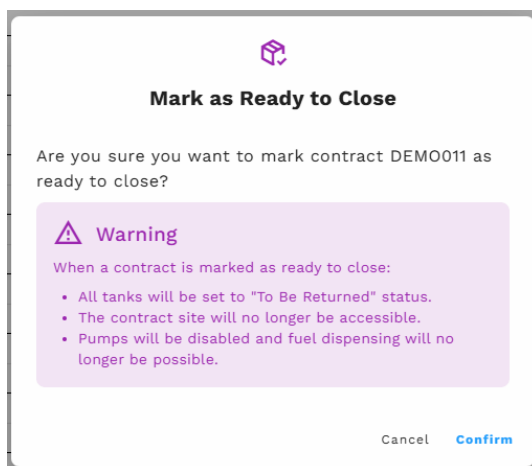 Mark as Ready to Close
Are you sure you want to mark contract DEMO011 as
ready to close?
Warning
When a contract is marked as ready to close:
• All tanks will be set to "To Be Returned" status.
• The contract site will no longer be accessible.
• Pumps will be disabled and fuel dispensing will no
longer be possible.
Cancel Confirm